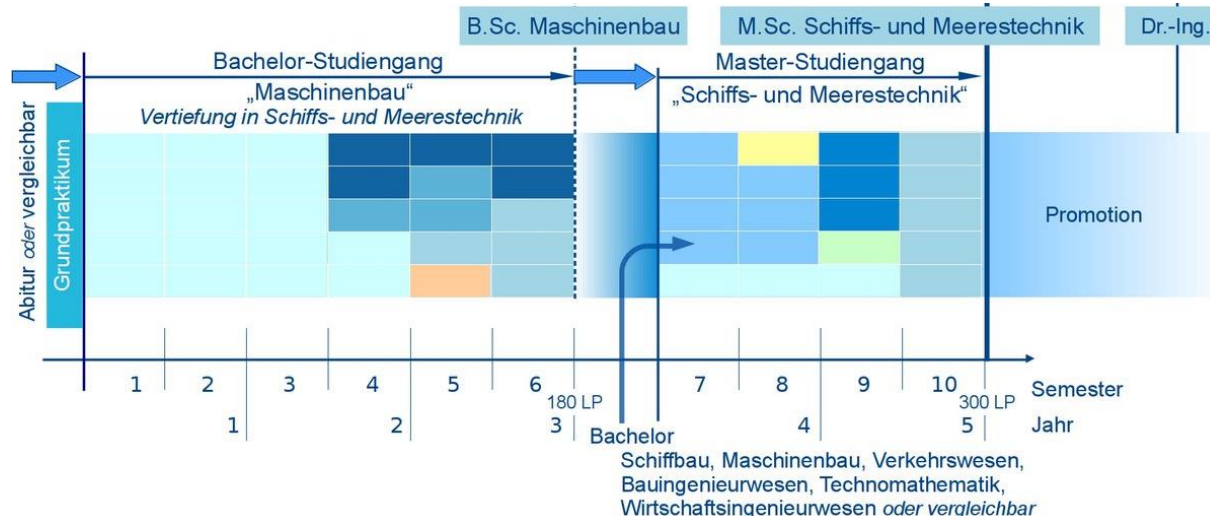 B.Sc. Maschinenbau
M.Sc. Schiffs- und Meerestechnik
Dr.-Ing.
Bachelor-Studiengang
„Maschinenbau“
Vertiefung in Schiffs- und Meerestechnik
Master-Studiengang
„Schiffs- und Meerestechnik“
Abitur oder vergleichbar
Grundpraktikum
Promotion
1 2 3 4 5 6 7 8 9 10 Semester
180 LP 300 LP
1 2 3 4 5 Jahr
Bachelor
Schiffbau, Maschinenbau, Verkehrswesen,
Bauingenieurwesen, Technomathematik,
Wirtschaftsingenieurwesen oder vergleichbar